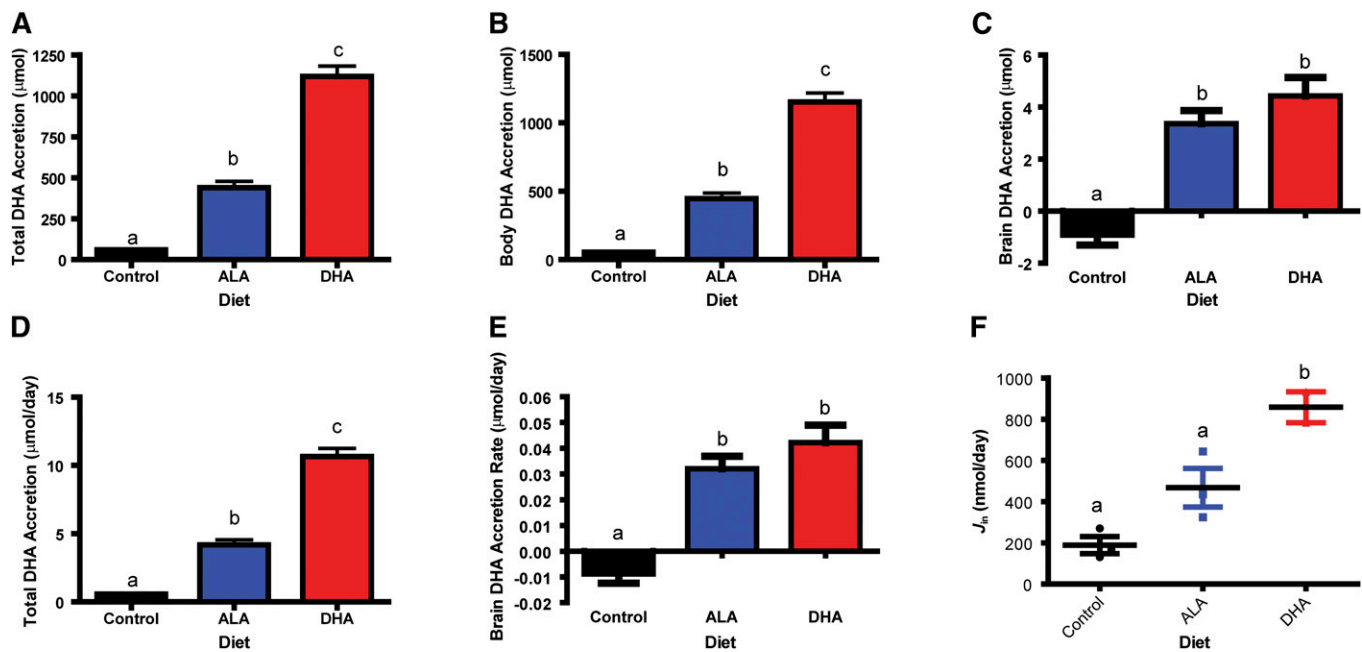 A
Total DHA Accretion (μmol)
1250
1000
750
500
250
0
a
b
c
Control ALA DHA
Diet
B
Body DHA Accretion (μmol)
1500
1000
500
0
a
b
c
Control ALA DHA
Diet
C
Brain DHA Accretion (μmol)
6
4
2
0
-2
a
b
b
Control ALA DHA
Diet
D
Total DHA Accretion (μmol/day)
15
10
5
0
a
b
c
Control ALA DHA
Diet
E
Brain DHA Accretion Rate (μmol/day)
0.06
0.05
0.04
0.03
0.02
0.01
0.00
-0.01
-0.02
a
b
b
Control ALA DHA
Diet
F
Jin (nmol/day)
1000
800
600
400
200
0
a
a
b
Control ALA DHA
Diet